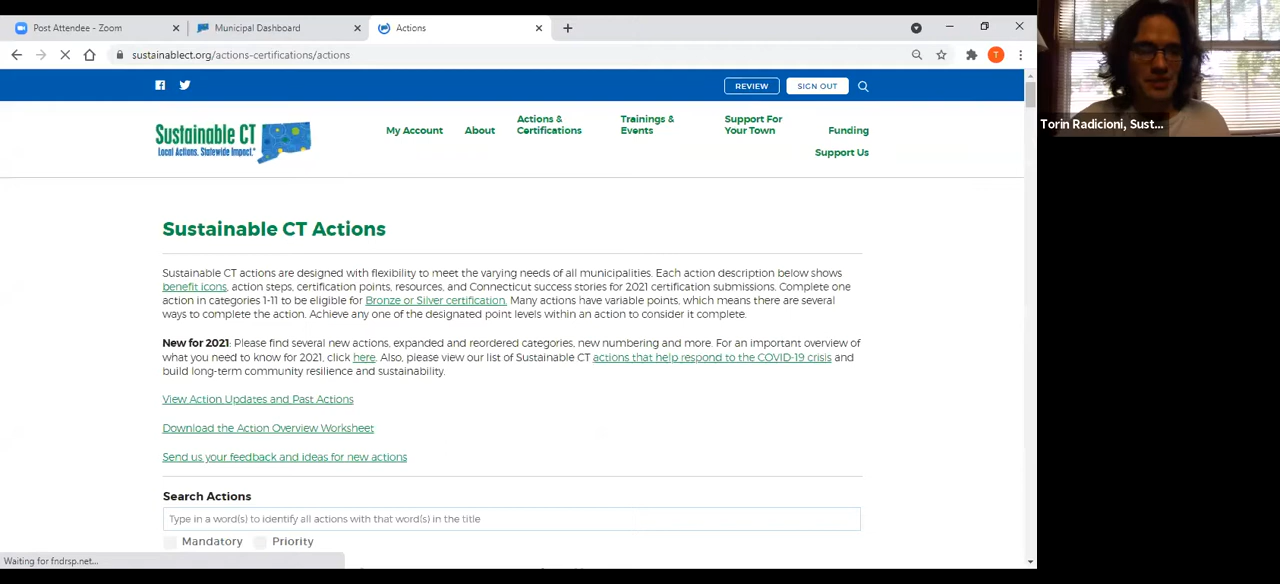 Post Attendee - Zoom
Municipal Dashboard
Actions
sustainablect.org/actions-certifications/actions
T
REVIEW
SIGN OUT
Sustainable CT
Local Actions. Statewide Impact.
My Account
About
Actions & Certifications
Trainings & Events
Support For Your Town
Funding
Support Us
Sustainable CT Actions
Sustainable CT actions are designed with flexibility to meet the varying needs of all municipalities. Each action description below shows
benefit icons, action steps, certification points, resources, and Connecticut success stories for 2021 certification submissions. Complete one
action in categories 1-11 to be eligible for Bronze or Silver certification. Many actions have variable points, which means there are several
ways to complete the action. Achieve any one of the designated point levels within an action to consider it complete.
New for 2021: Please find several new actions, expanded and reordered categories, new numbering and more. For an important overview of
what you need to know for 2021, click here. Also, please view our list of Sustainable CT actions that help respond to the COVID-19 crisis and
build long-term community resilience and sustainability.
View Action Updates and Past Actions
Download the Action Overview Worksheet
Send us your feedback and ideas for new actions
Search Actions
Type in a word(s) to identify all actions with that word(s) in the title
Mandatory
Priority
Waiting for fndrsp.net...
Torin Radicioni, Sust...